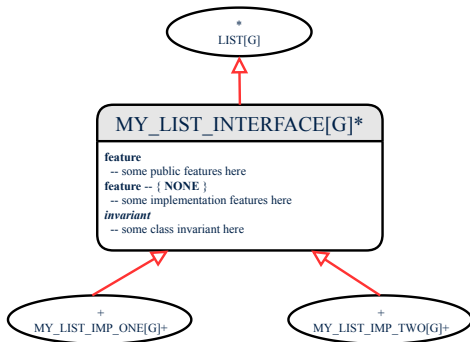 *
LIST[G]
MY_LIST_INTERFACE[G]*
feature
-- some public features here
feature -- { NONE }
-- some implementation features here
invariant
-- some class invariant here
+
MY_LIST_IMP_ONE[G]+
+
MY_LIST_IMP_TWO[G]+